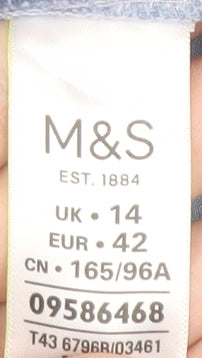 M&S
EST. 1884
UK • 14
EUR • 42
CN • 165/96A
09586468
T43 6796R/03461